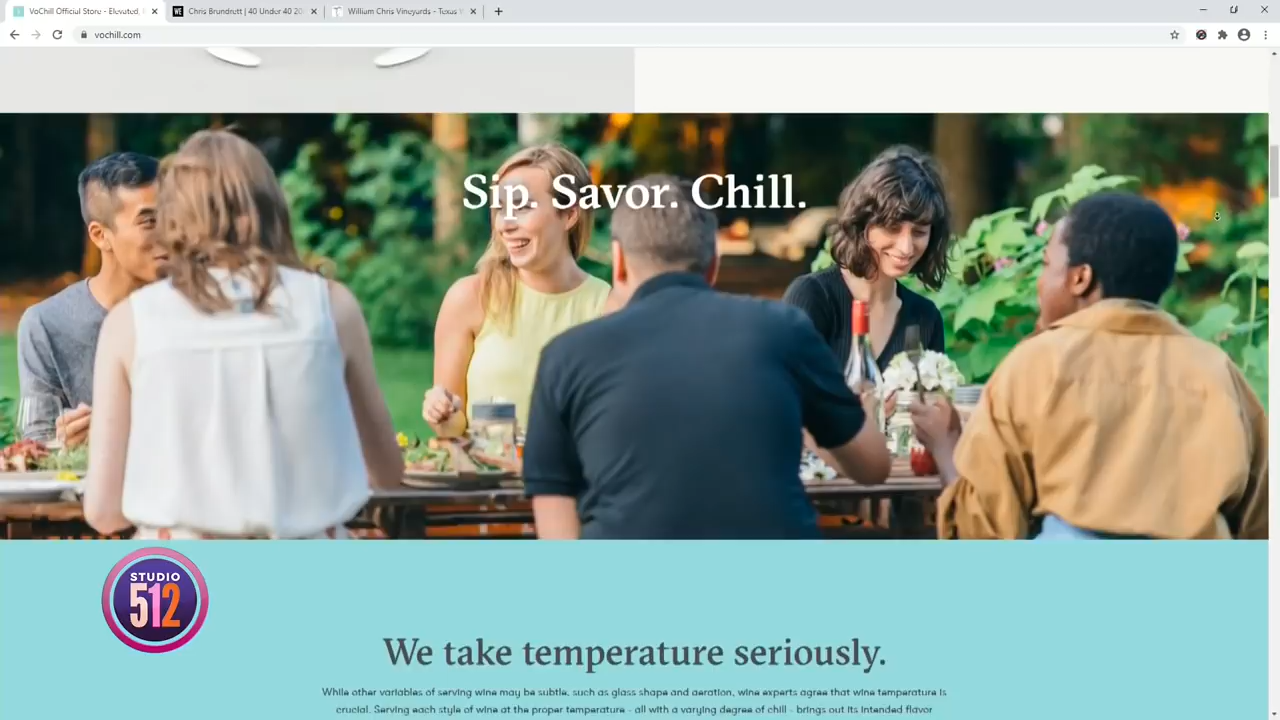 VoChill Official Store - Elevated,
Chris Brundrett | 40 Under 40 20
William Chris Vineyards - Texas
vochill.com
Sip. Savor. Chill.
STUDIO
512
We take temperature seriously.
While other variables of serving wine may be subtle, such as glass shape and aeration, wine experts agree that wine temperature is
crucial. Serving each style of wine at the proper temperature - all with a varying degree of chill - brings out its intended flavor